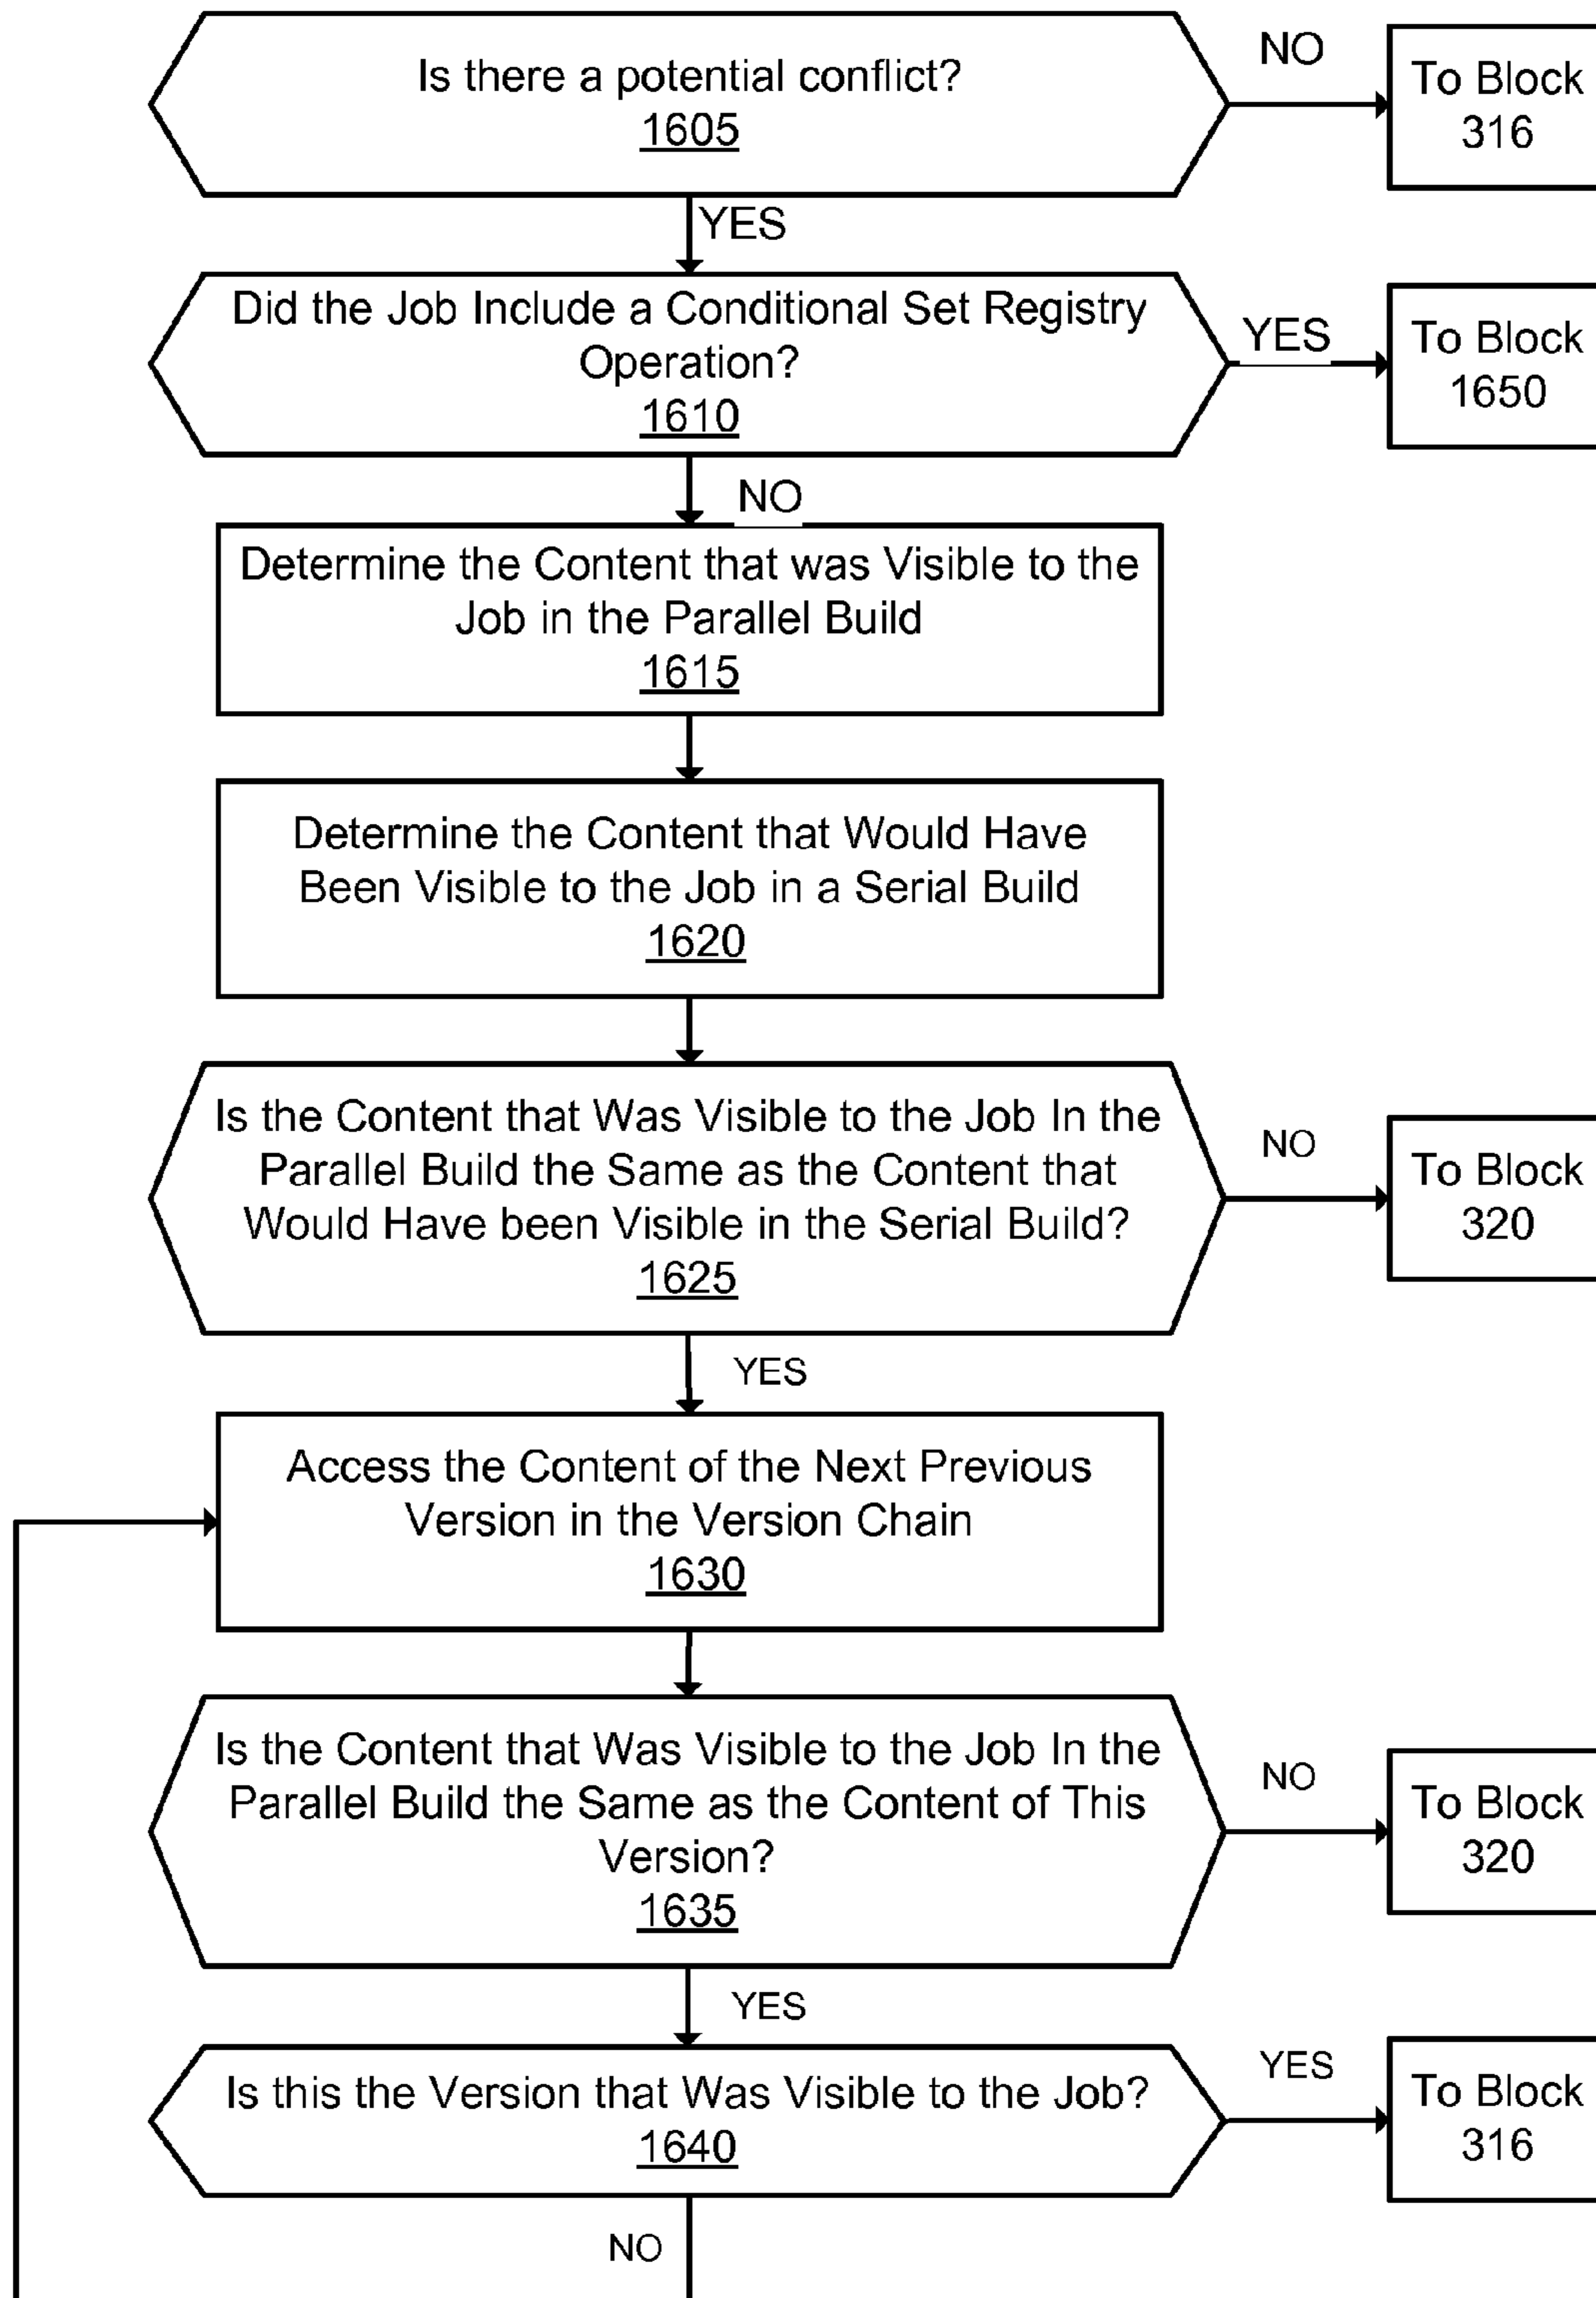 Is there a potential conflict?
1605
NO
To Block
316
YES
Did the Job Include a Conditional Set Registry
Operation?
1610
YES
To Block
1650
NO
Determine the Content that was Visible to the
Job in the Parallel Build
1615
Determine the Content that Would Have
Been Visible to the Job in a Serial Build
1620
Is the Content that Was Visible to the Job In the
Parallel Build the Same as the Content that
Would Have been Visible in the Serial Build?
1625
NO
To Block
320
YES
Access the Content of the Next Previous
Version in the Version Chain
1630
Is the Content that Was Visible to the Job In the
Parallel Build the Same as the Content of This
Version?
1635
NO
To Block
320
YES
Is this the Version that Was Visible to the Job?
1640
YES
To Block
316
NO